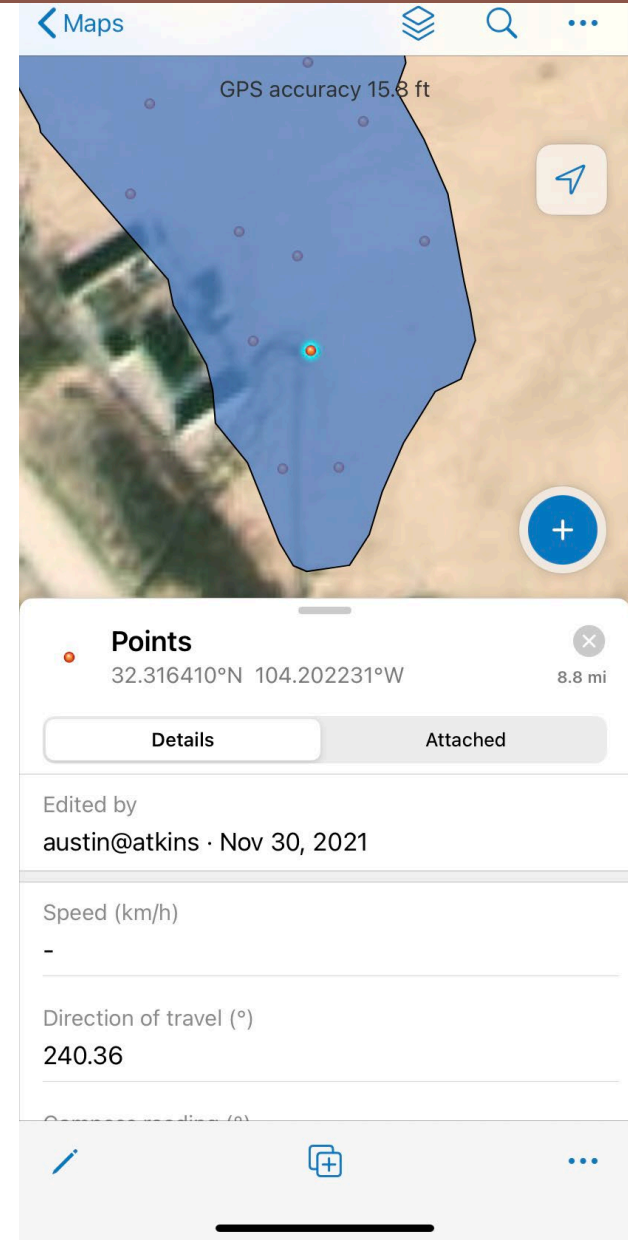 Maps
GPS accuracy 15.8 ft
Points
32.316410°N 104.202231°W
8.8 mi
Details Attached
Edited by
austin@atkins · Nov 30, 2021
Speed (km/h)
-
Direction of travel (°)
240.36